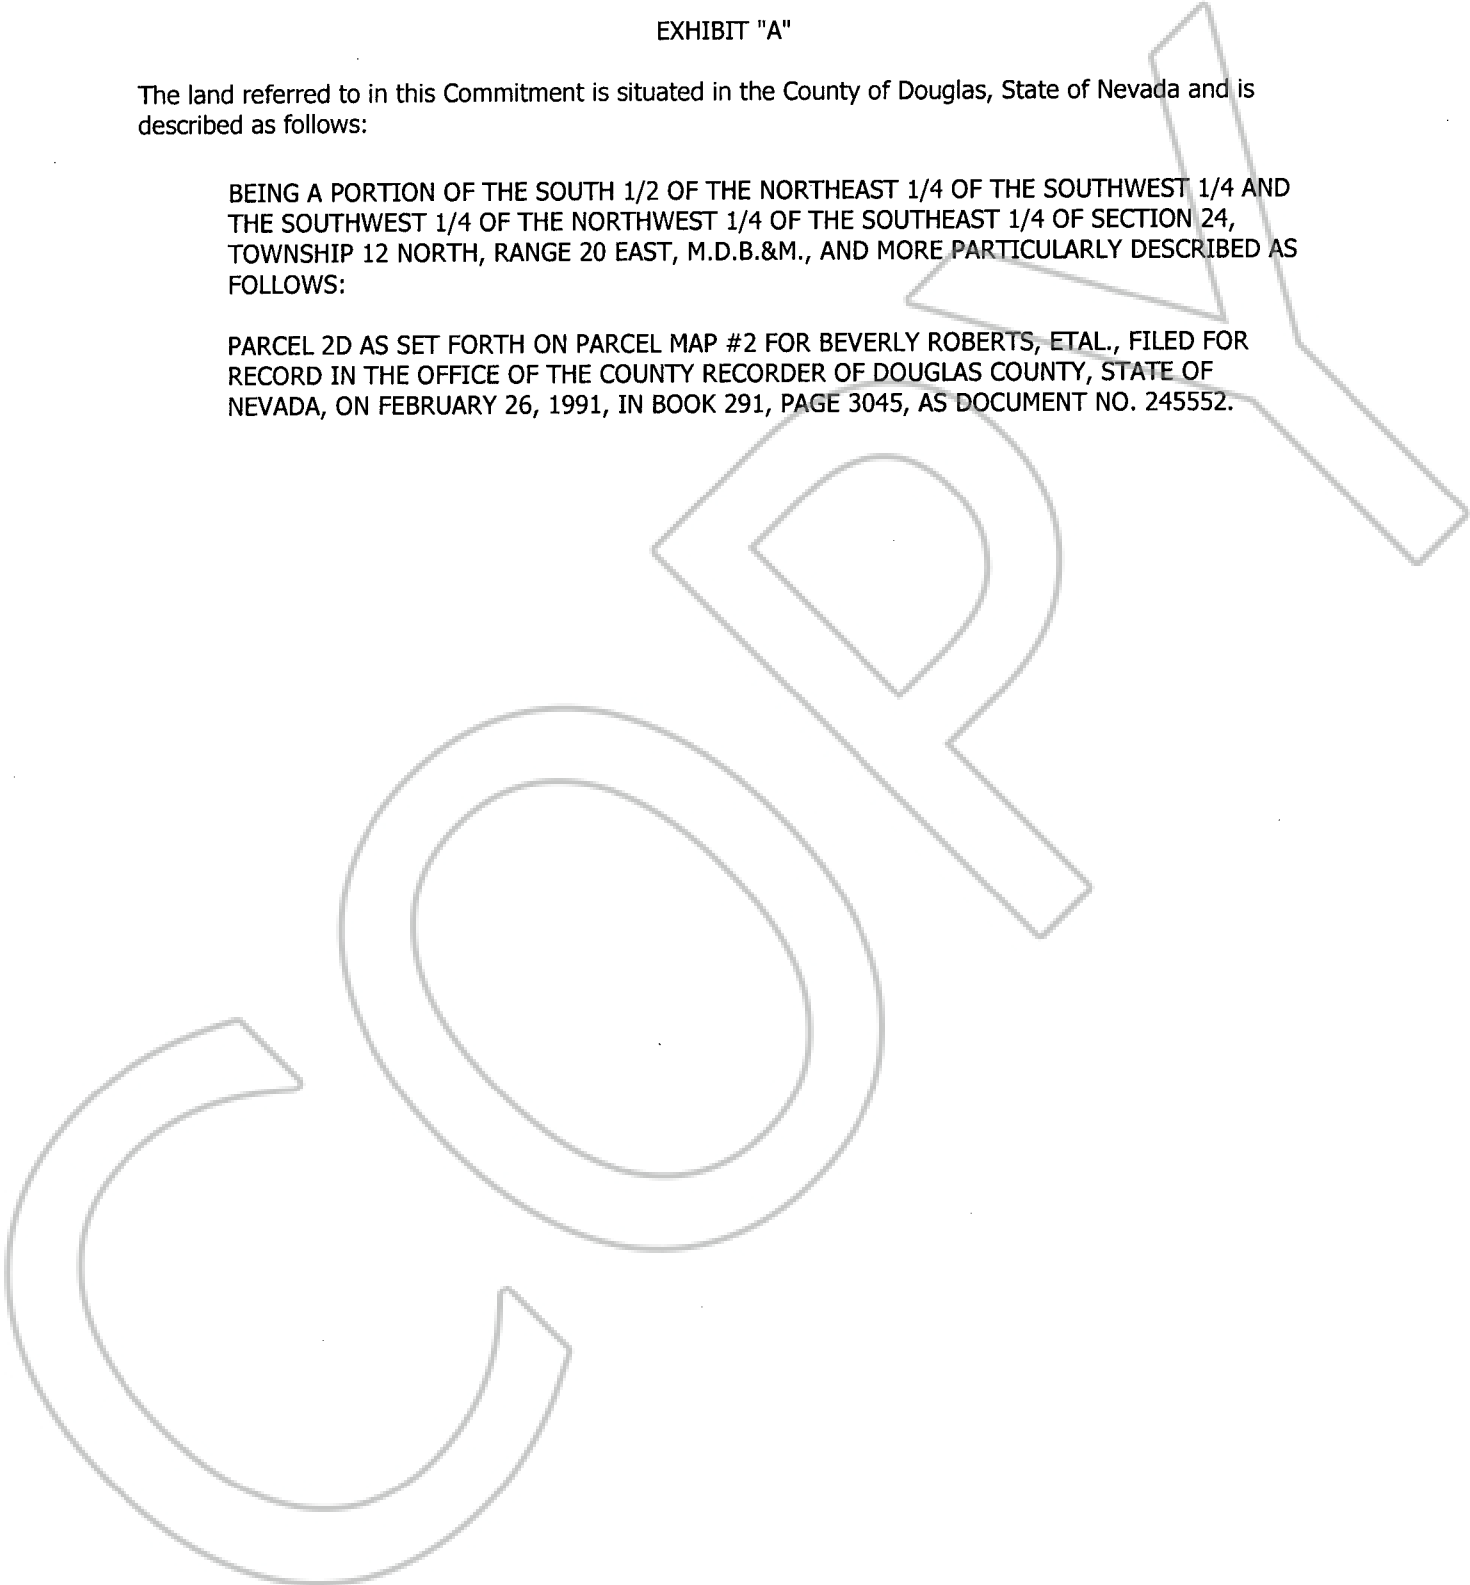 EXHIBIT "A"
The land referred to in this Commitment is situated in the County of Douglas, State of Nevada and is
described as follows:
BEING A PORTION OF THE SOUTH 1/2 OF THE NORTHEAST 1/4 OF THE SOUTHWEST 1/4 AND
THE SOUTHWEST 1/4 OF THE NORTHWEST 1/4 OF THE SOUTHEAST 1/4 OF SECTION 24,
TOWNSHIP 12 NORTH, RANGE 20 EAST, M.D.B.&M., AND MORE PARTICULARLY DESCRIBED AS
FOLLOWS:
PARCEL 2D AS SET FORTH ON PARCEL MAP #2 FOR BEVERLY ROBERTS, ETAL., FILED FOR
RECORD IN THE OFFICE OF THE COUNTY RECORDER OF DOUGLAS COUNTY, STATE OF
NEVADA, ON FEBRUARY 26, 1991, IN BOOK 291, PAGE 3045, AS DOCUMENT NO. 245552.
COPY